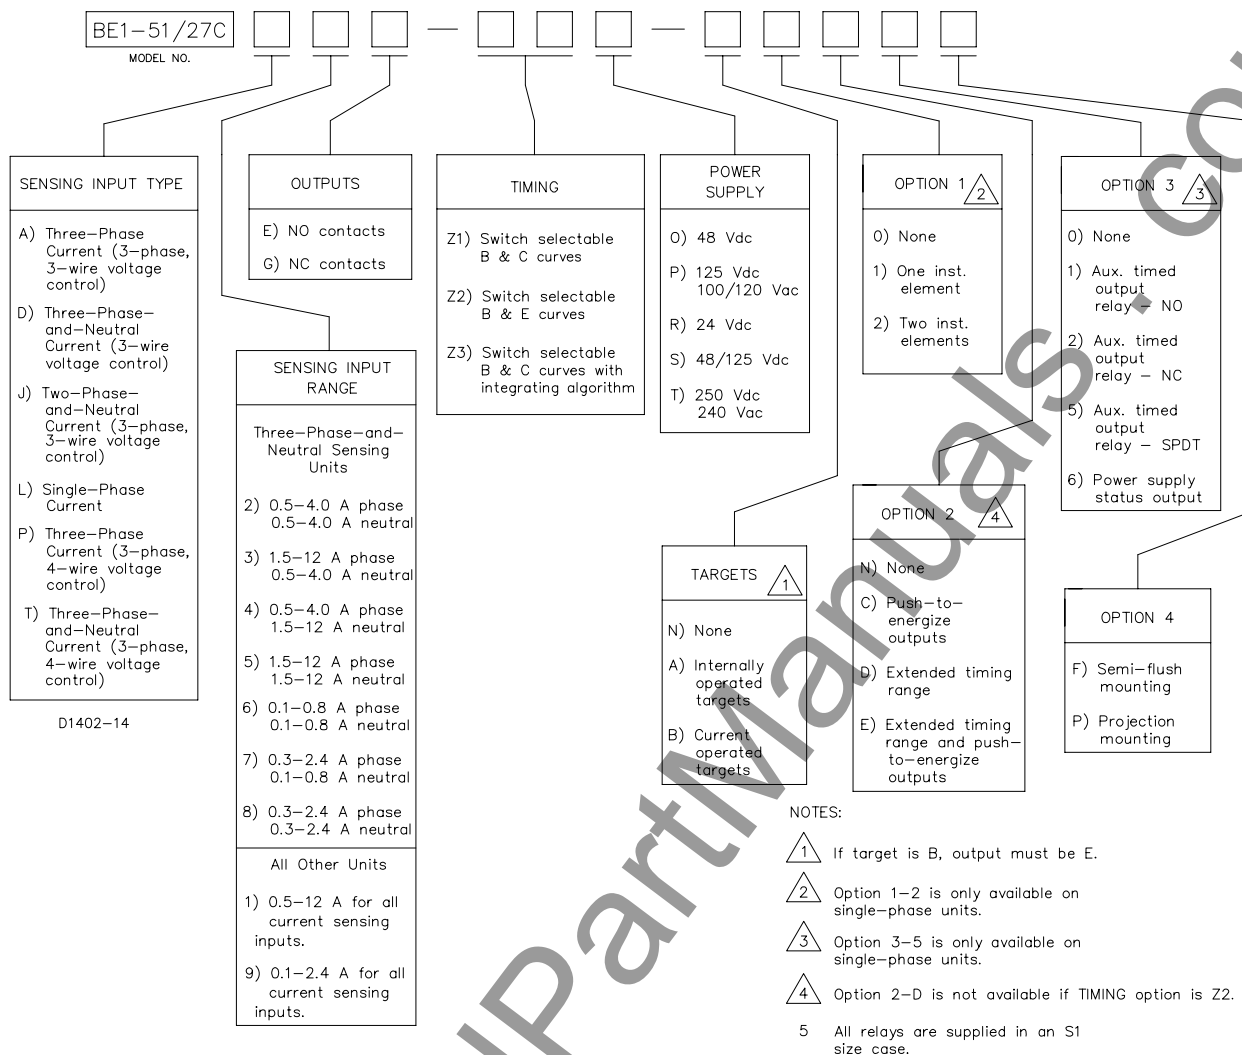 BE1-51/27C
MODEL NO.
SENSING INPUT TYPE
A) Three-Phase
Current (3-phase,
3-wire voltage
control)
D) Three-Phase-
and-Neutral
Current (3-wire
voltage control)
J) Two-Phase-
and-Neutral
Current (3-phase,
3-wire voltage
control)
L) Single-Phase
Current
P) Three-Phase
Current (3-phase,
4-wire voltage
control)
T) Three-Phase-
and-Neutral
Current (3-phase,
4-wire voltage
control)
D1402-14
OUTPUTS
E) NO contacts
G) NC contacts
SENSING INPUT
RANGE
Three-Phase-and-
Neutral Sensing
Units
2) 0.5-4.0 A phase
0.5-4.0 A neutral
3) 1.5-12 A phase
0.5-4.0 A neutral
4) 0.5-4.0 A phase
1.5-12 A neutral
5) 1.5-12 A phase
1.5-12 A neutral
6) 0.1-0.8 A phase
0.1-0.8 A neutral
7) 0.3-2.4 A phase
0.1-0.8 A neutral
8) 0.3-2.4 A phase
0.3-2.4 A neutral
All Other Units
1) 0.5-12 A for all
current sensing
inputs.
9) 0.1-2.4 A for all
current sensing
inputs.
TIMING
Z1) Switch selectable
B & C curves
Z2) Switch selectable
B & E curves
Z3) Switch selectable
B & C curves with
integrating algorithm
POWER
SUPPLY
O) 48 Vdc
P) 125 Vdc
100/120 Vac
R) 24 Vdc
S) 48/125 Vdc
T) 250 Vdc
240 Vac
TARGETS 1
N) None
A) Internally
operated
targets
B) Current
operated
targets
OPTION 1 2
0) None
1) One inst.
element
2) Two inst.
elements
OPTION 2 4
N) None
C) Push-to-
energize
outputs
D) Extended timing
range
E) Extended timing
range and push-
to-energize
outputs
OPTION 3 3
0) None
1) Aux. timed
output
relay - NO
2) Aux. timed
output
relay - NC
5) Aux. timed
output
relay - SPDT
6) Power supply
status output
OPTION 4
F) Semi-flush
mounting
P) Projection
mounting
NOTES:
1 If target is B, output must be E.
2 Option 1-2 is only available on
single-phase units.
3 Option 3-5 is only available on
single-phase units.
4 Option 2-D is not available if TIMING option is Z2.
5 All relays are supplied in an S1
size case.
lPartManuals . co